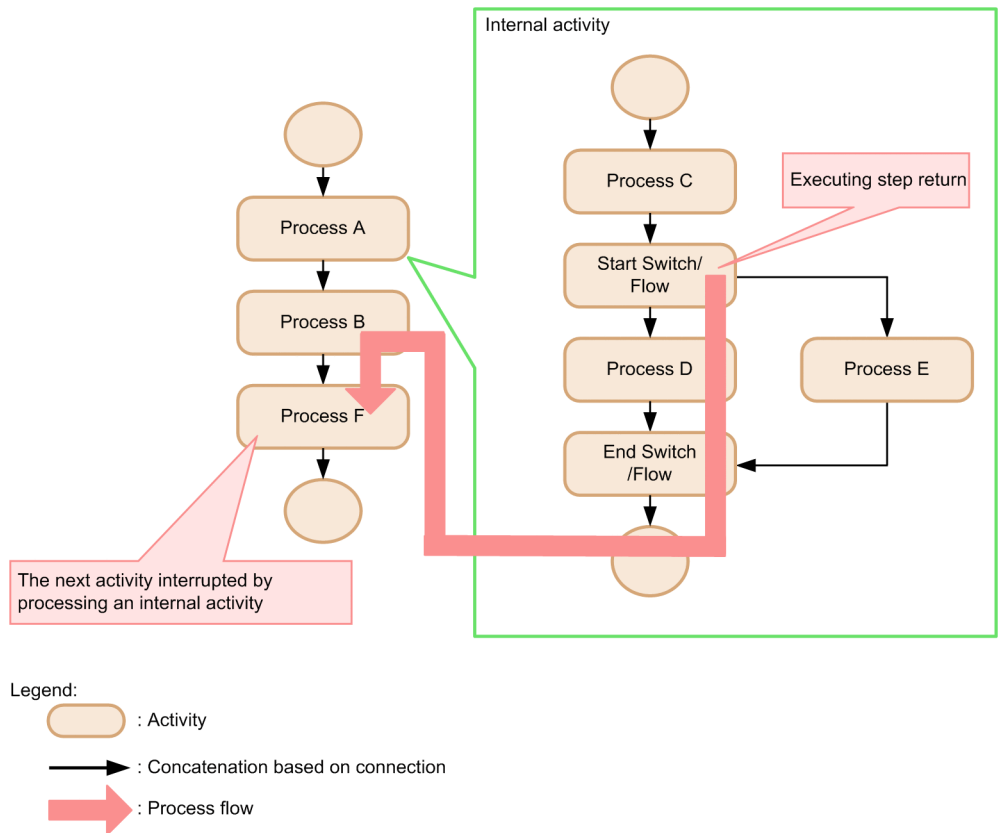 Internal activity
Process A
Process B
Process F
The next activity interrupted by
processing an internal activity
Process C
Executing step return
Start Switch/
Flow
Process D
Process E
End Switch
/Flow
Legend:
: Activity
: Concatenation based on connection
: Process flow